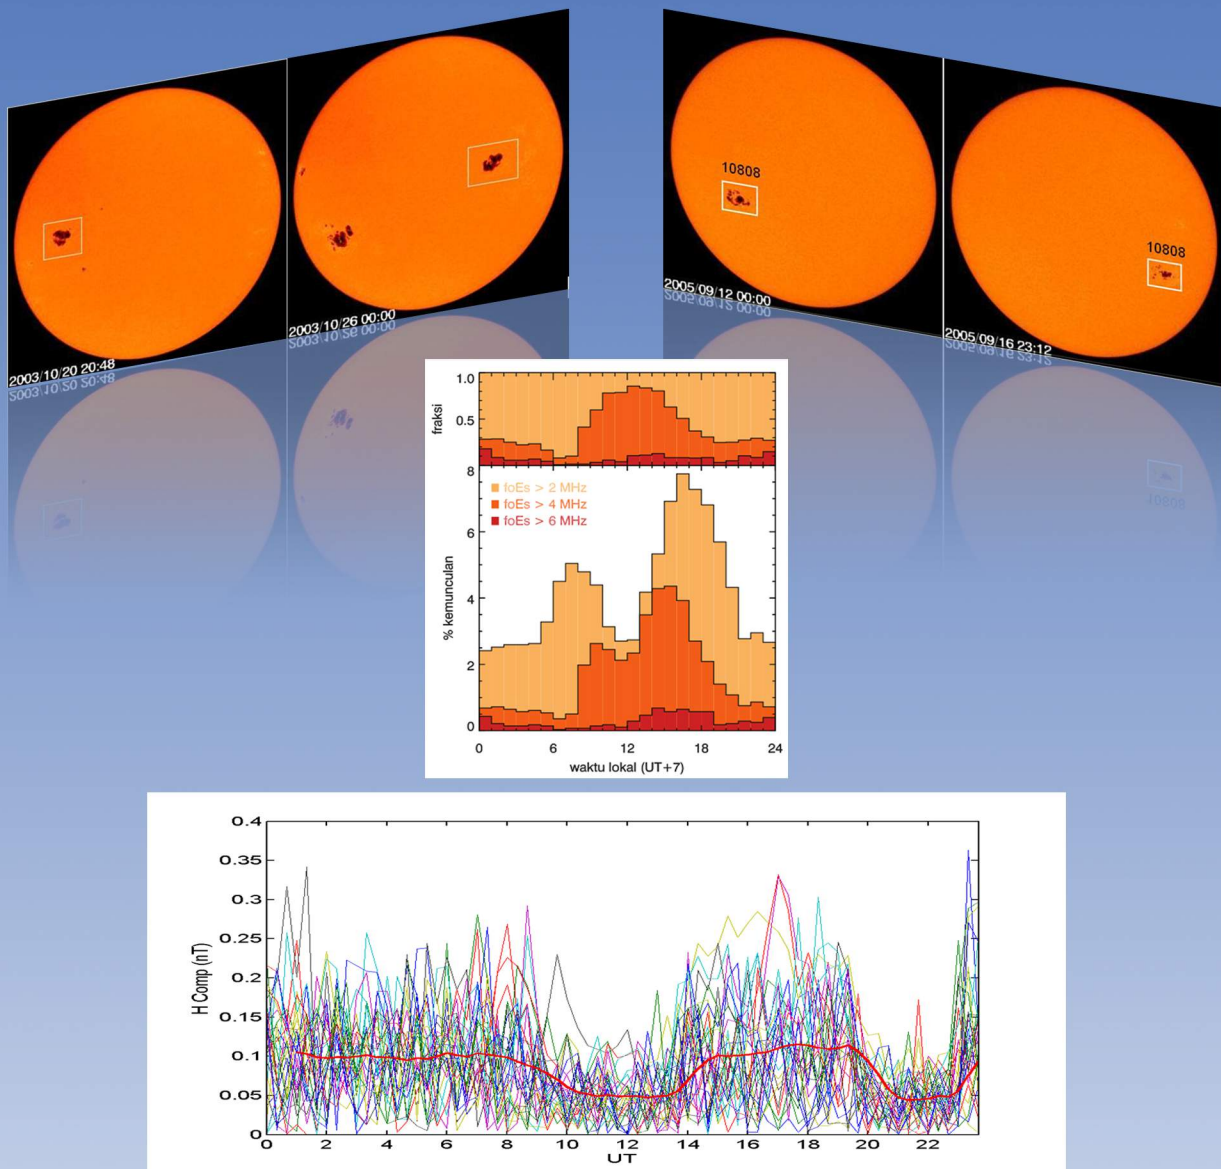 10808
10808
2003/10/20 20:48
2003/10/26 00:00
2005/09/12 00:00
2005/09/16 23:12
fraksi
1.0
0.5
% kemunculan
8
6
4
2
0
foEs > 2 MHz
foEs > 4 MHz
foEs > 6 MHz
0 6 12 18 24
waktu lokal (UT+7)
H Comp (nT)
0.4
0.35
0.3
0.25
0.2
0.15
0.1
0.05
0
0 2 4 6 8 10 12 14 16 18 20 22
UT